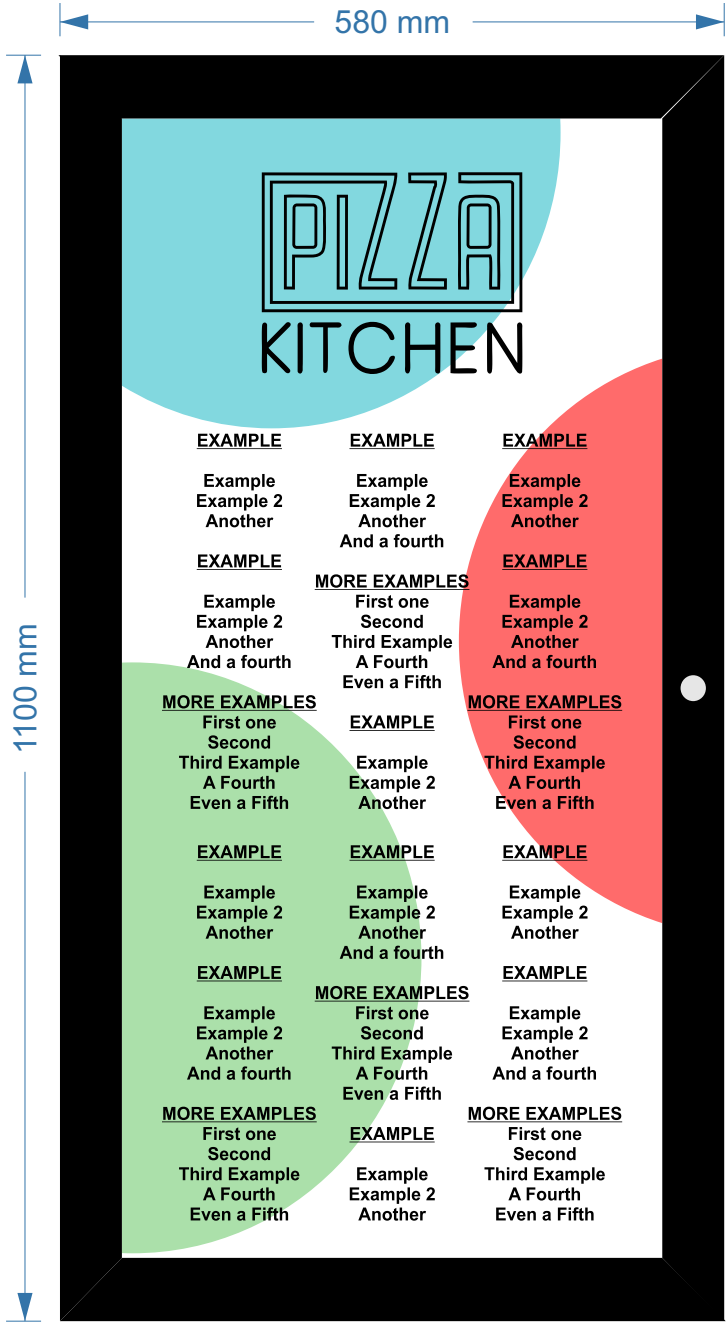 580 mm
1100 mm
PIZZA
KITCHEN
EXAMPLE
Example
Example 2
Another
EXAMPLE
Example
Example 2
Another
And a fourth
MORE EXAMPLES
First one
Second
Third Example
A Fourth
Even a Fifth
EXAMPLE
Example
Example 2
Another
And a fourth
MORE EXAMPLES
First one
Second
Third Example
A Fourth
Even a Fifth
EXAMPLE
Example
Example 2
Another
EXAMPLE
Example
Example 2
Another
EXAMPLE
Example
Example 2
Another
And a fourth
MORE EXAMPLES
First one
Second
Third Example
A Fourth
Even a Fifth
EXAMPLE
Example
Example 2
Another
EXAMPLE
Example
Example 2
Another
And a fourth
MORE EXAMPLES
First one
Second
Third Example
A Fourth
Even a Fifth
EXAMPLE
Example
Example 2
Another
And a fourth
MORE EXAMPLES
First one
Second
Third Example
A Fourth
Even a Fifth
EXAMPLE
Example
Example 2
Another
EXAMPLE
Example
Example 2
Another
EXAMPLE
Example
Example 2
Another
And a fourth
MORE EXAMPLES
First one
Second
Third Example
A Fourth
Even a Fifth